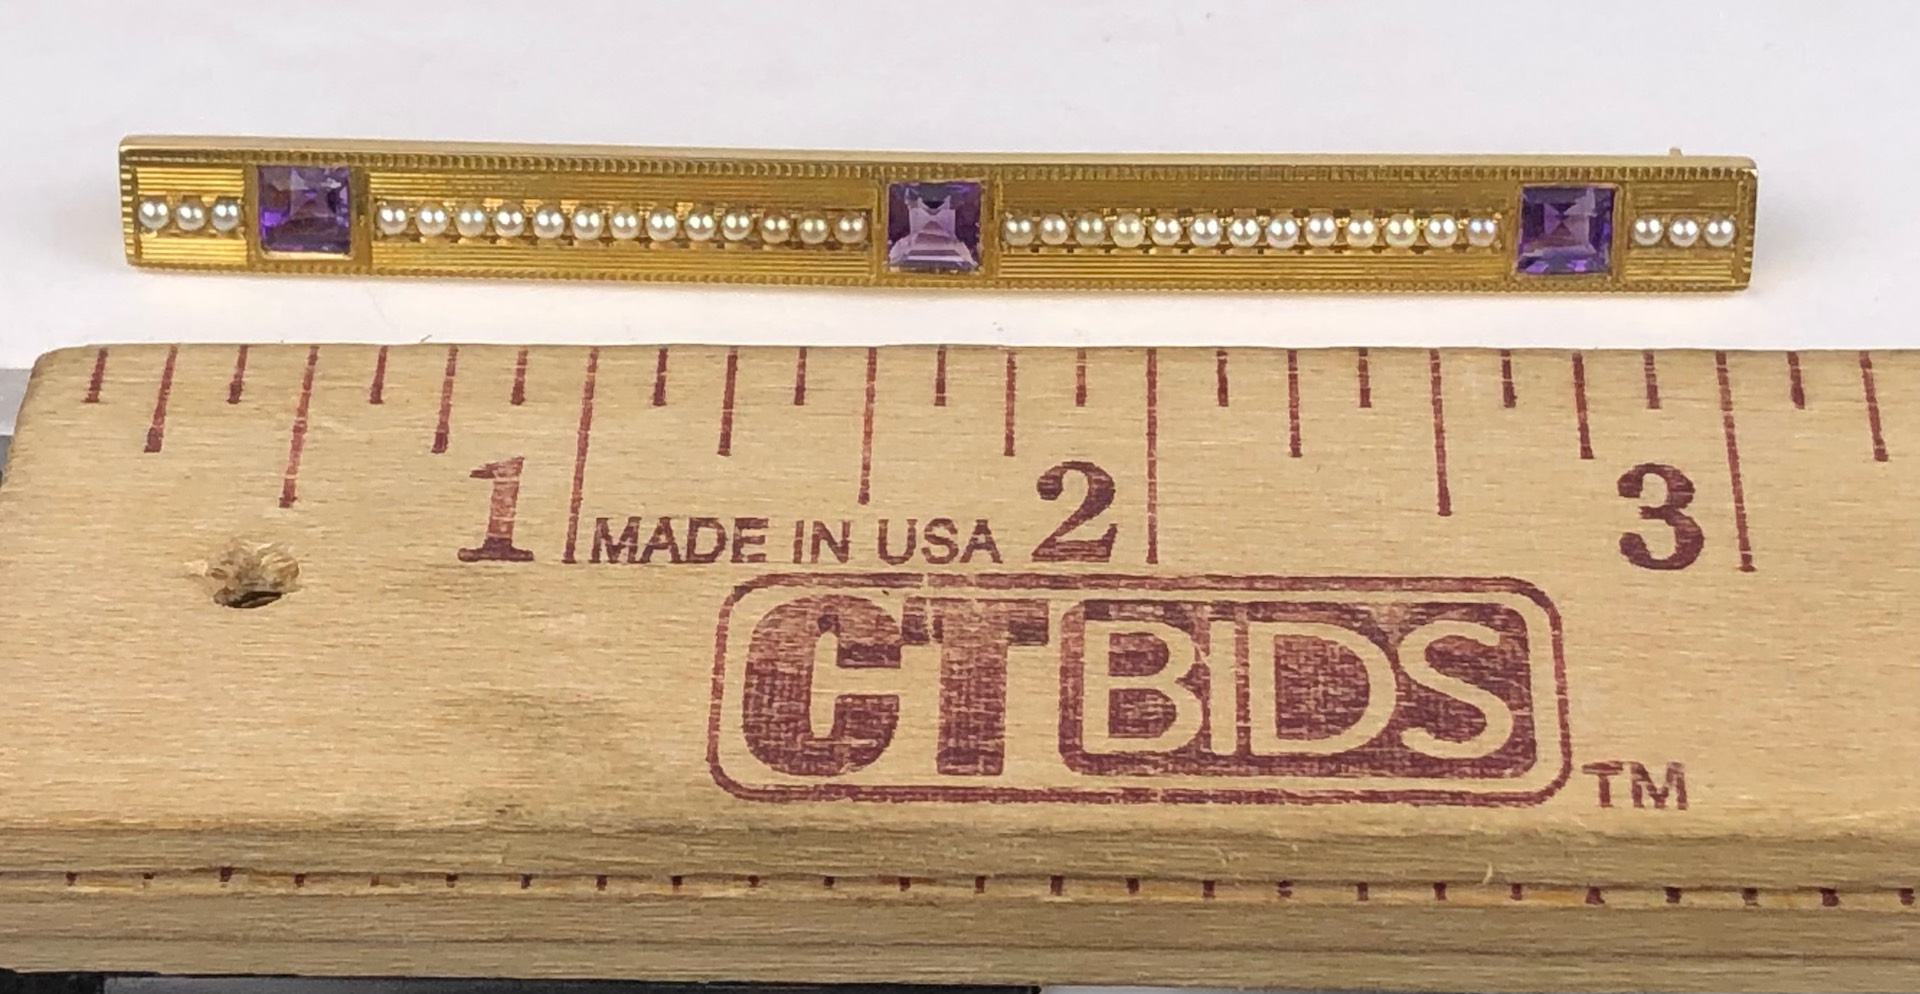 1 2 3
MADE IN USA
CTBIDS TM